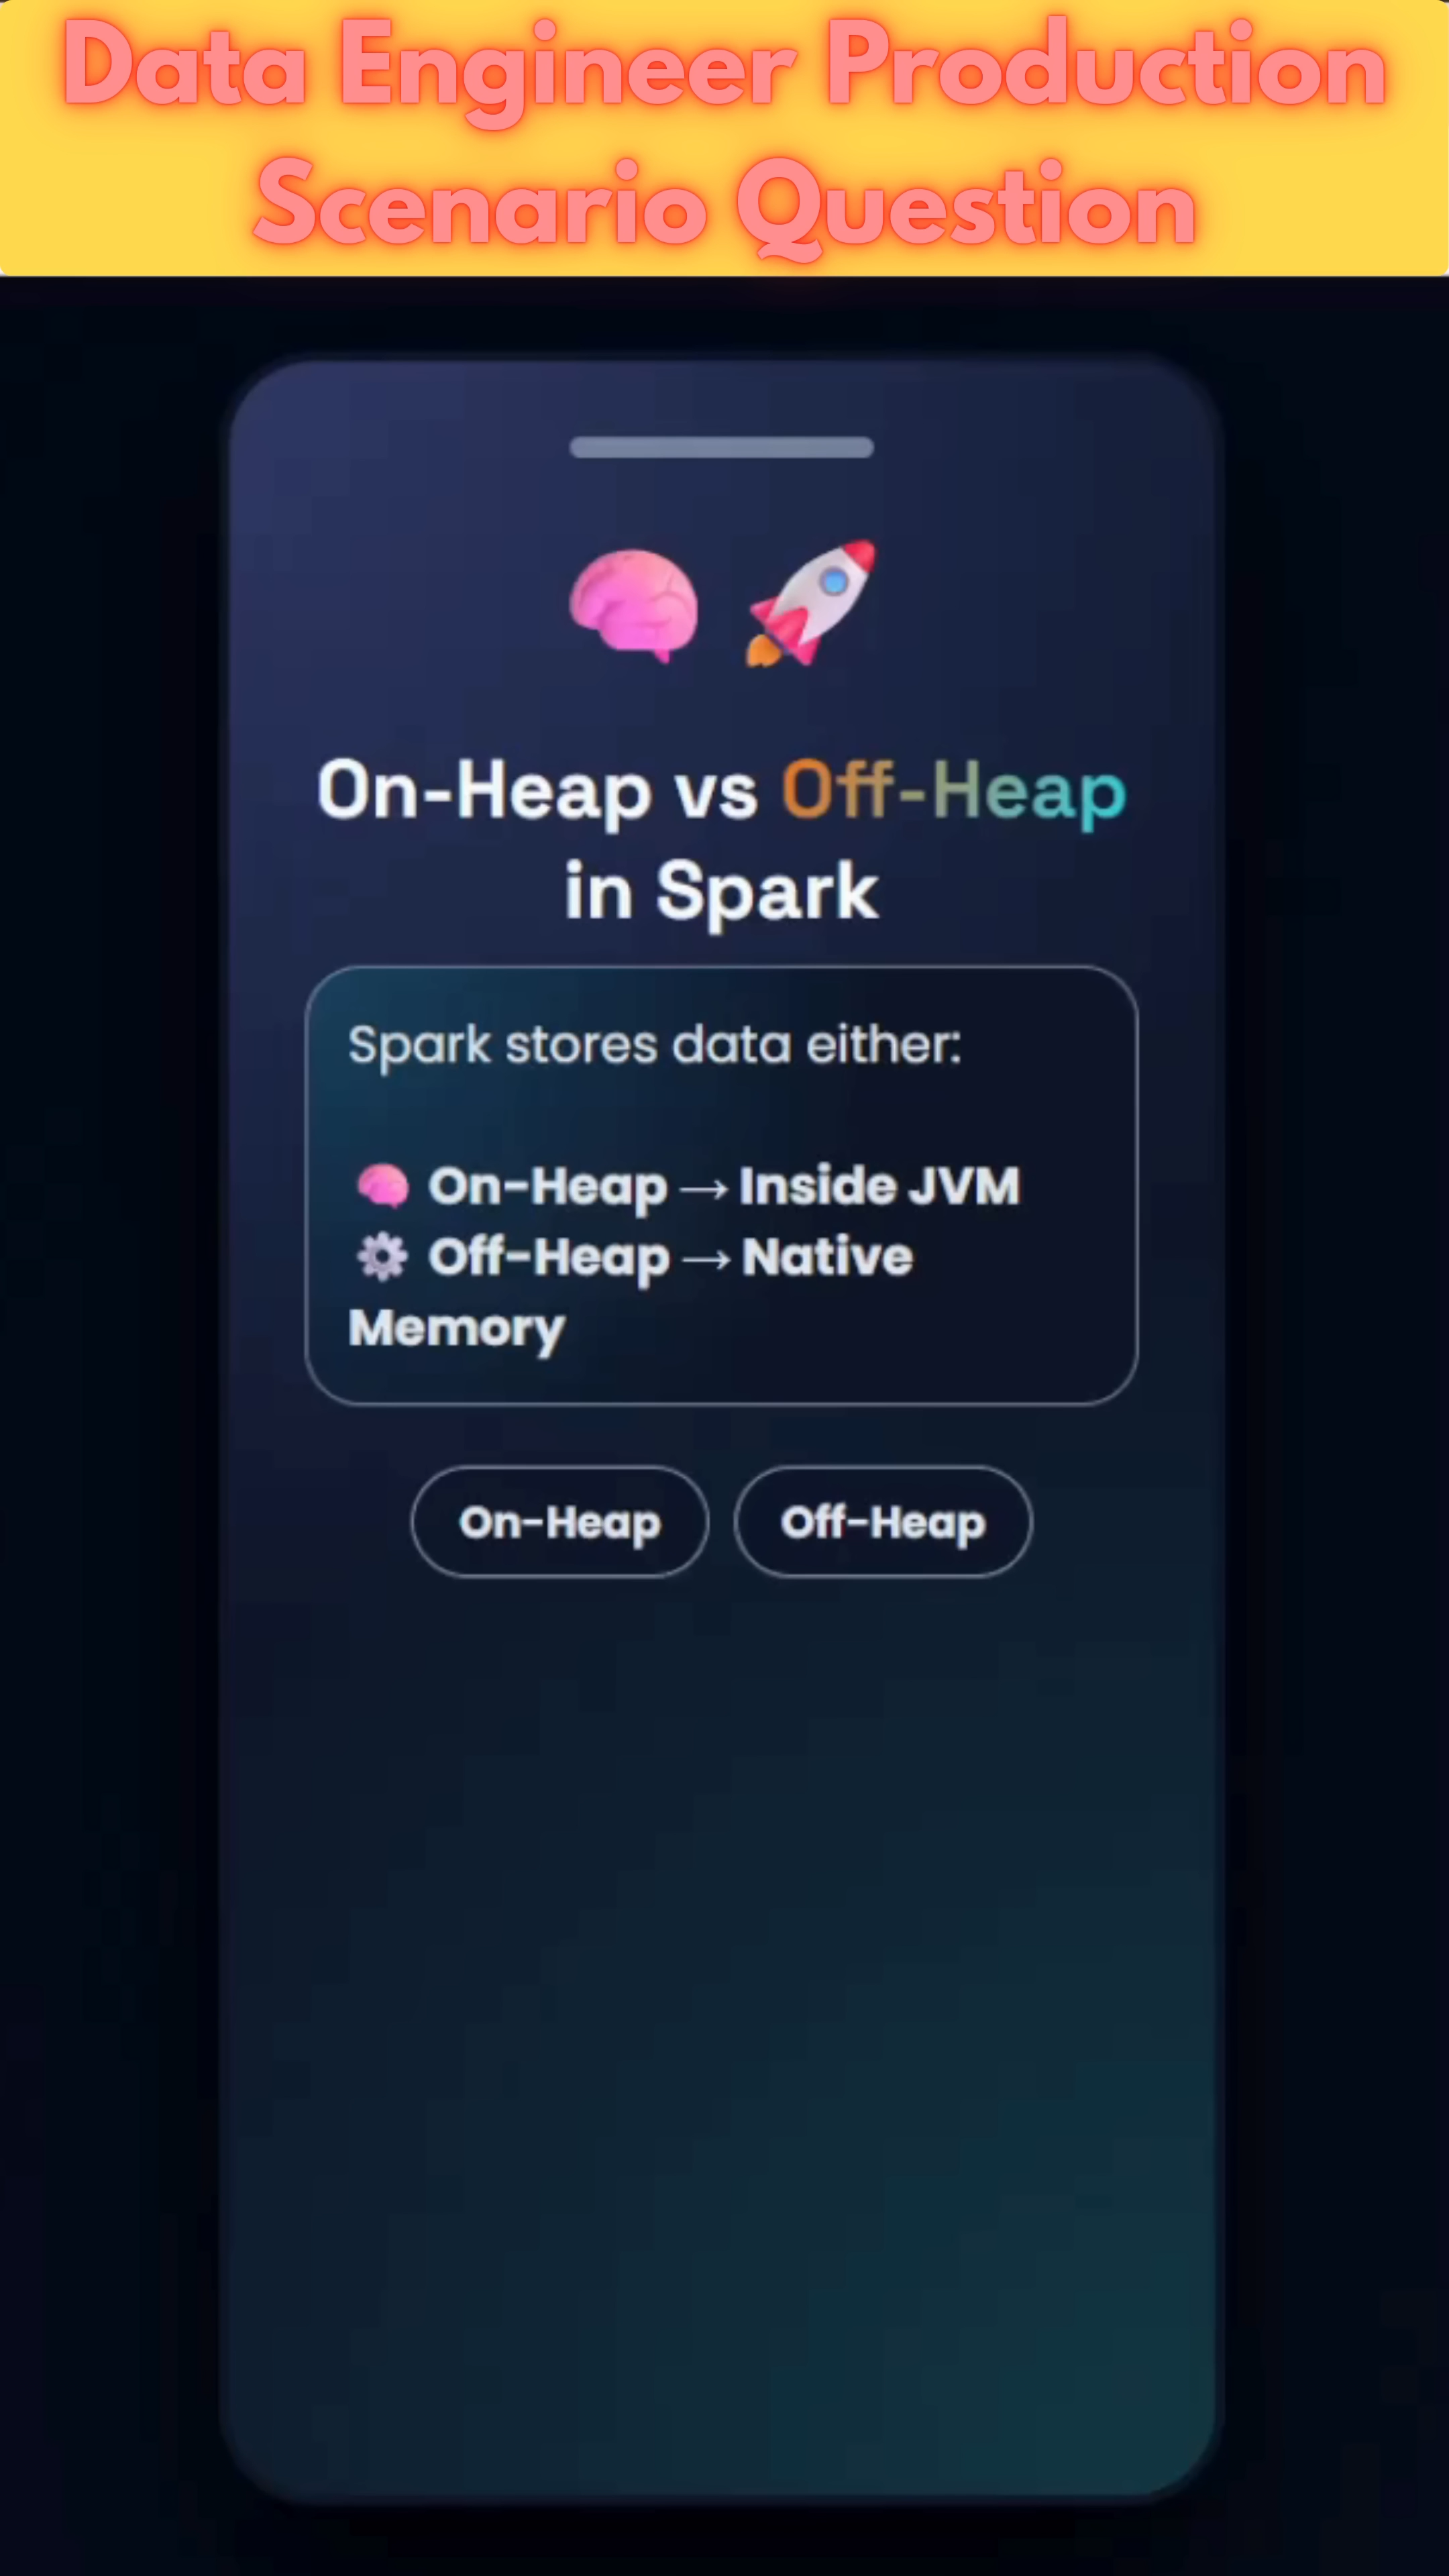 Data Engineer Production
Scenario Question
On-Heap vs Off-Heap
in Spark
Spark stores data either:
On-Heap → Inside JVM
Off-Heap → Native
Memory
On-Heap
Off-Heap